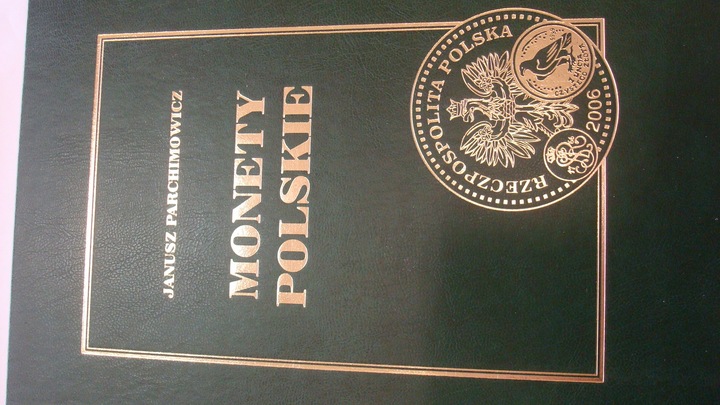 JANUSZ PARCHIMOWICZ
MONETY
POLSKIE
RZECZPOSPOLITA POLSKA
2006